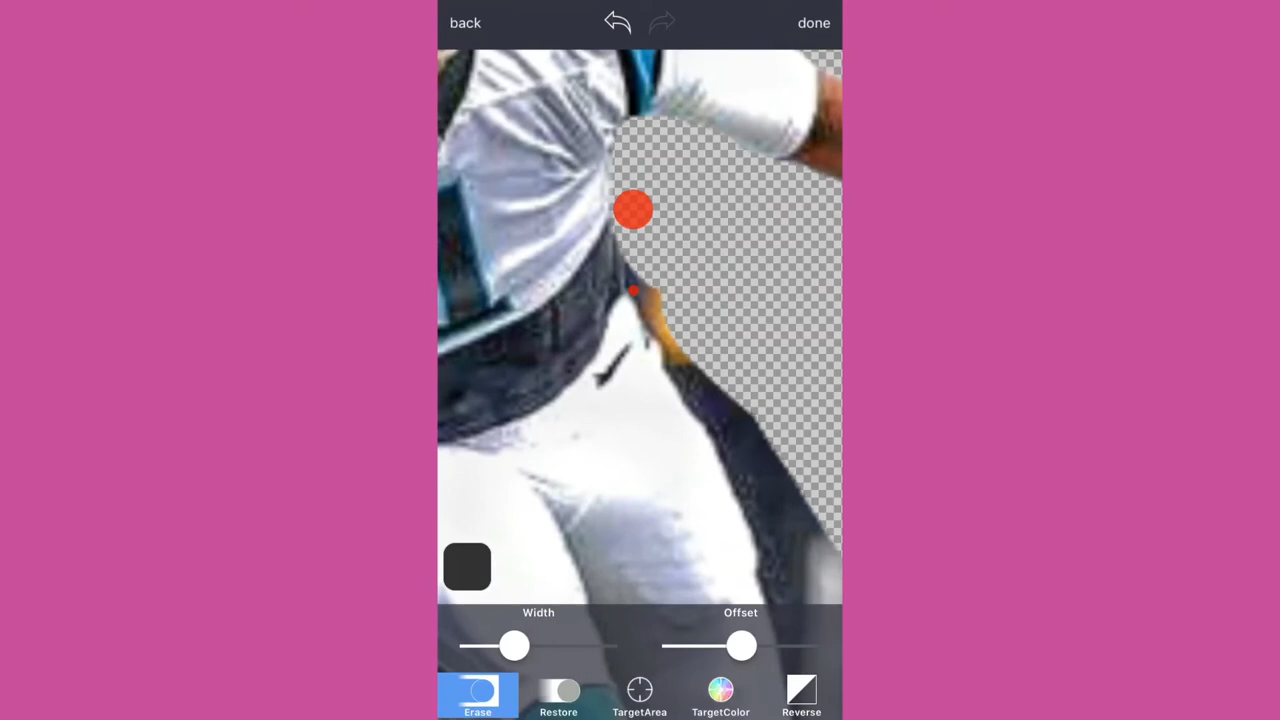 back
done
Width
Offset
Erase
Restore
TargetArea
TargetColor
Reverse